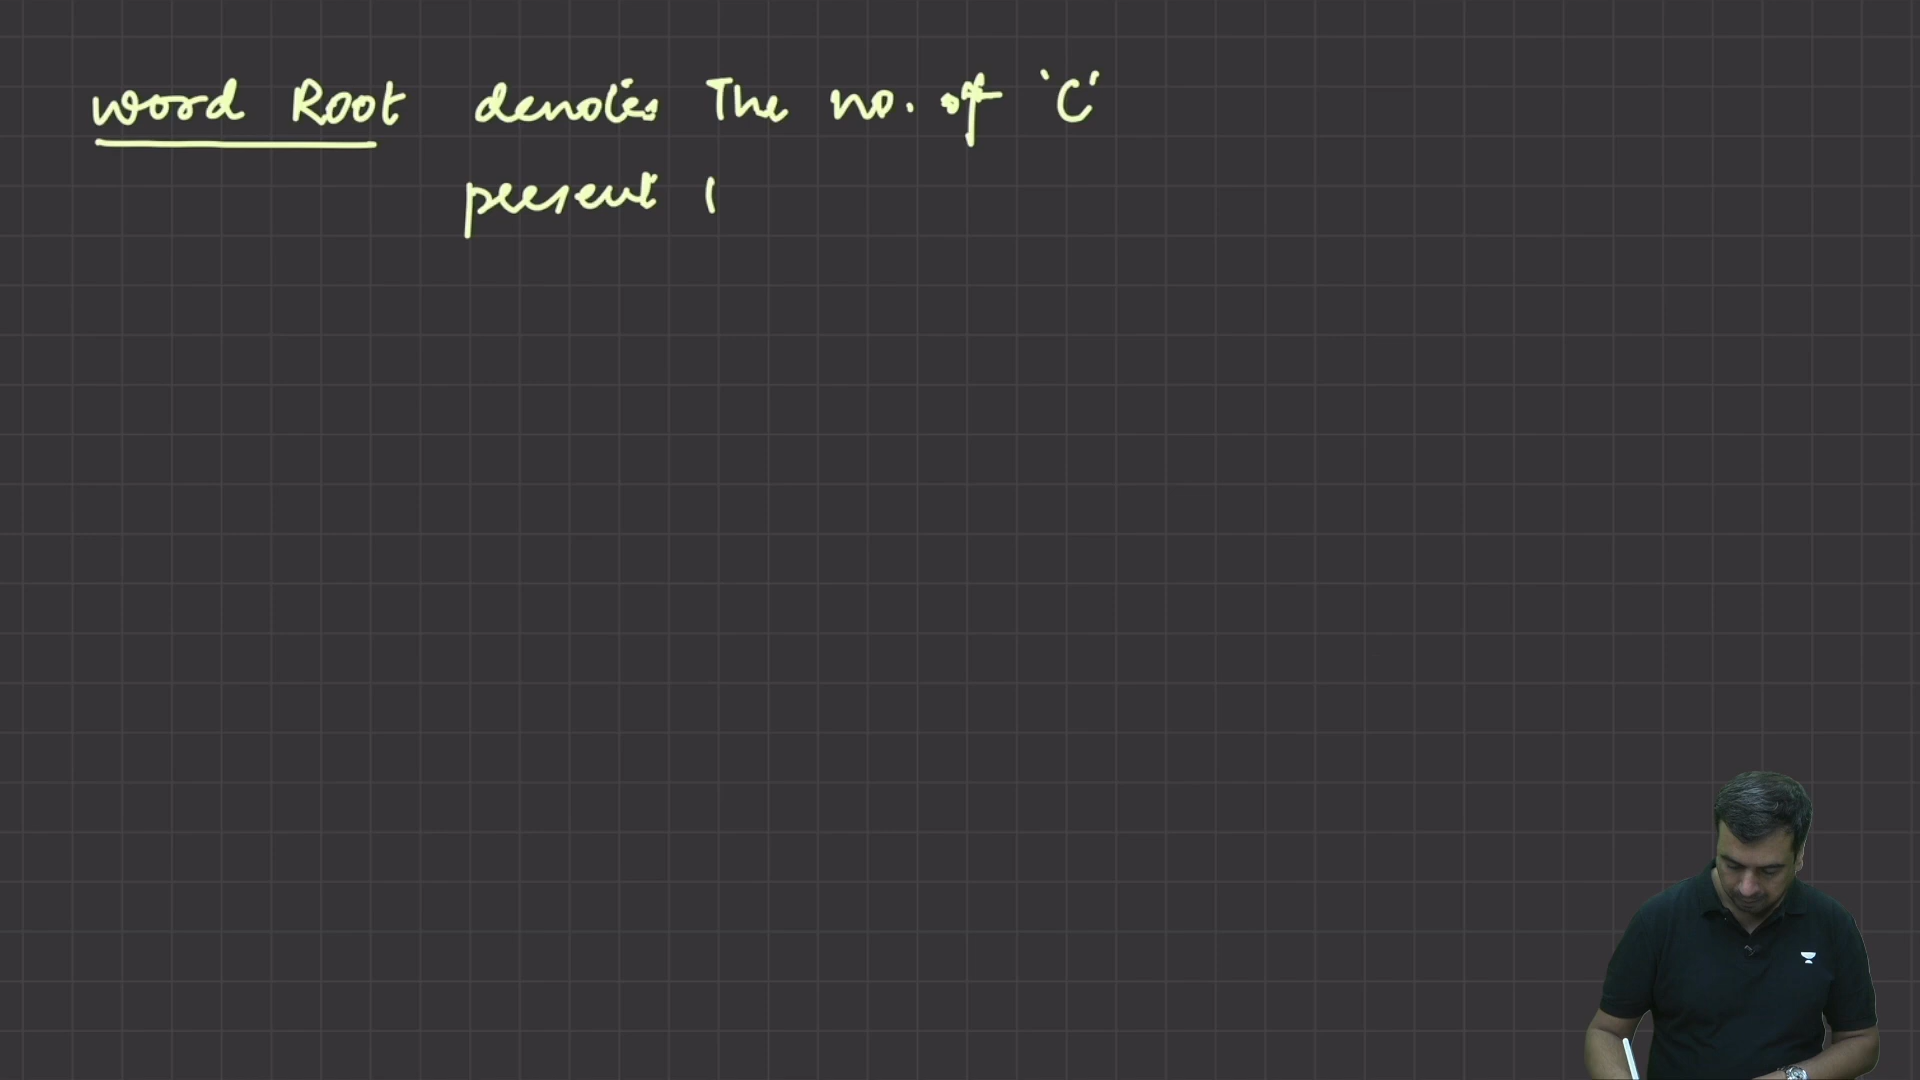 word Root denotes The no. of 'C'
present